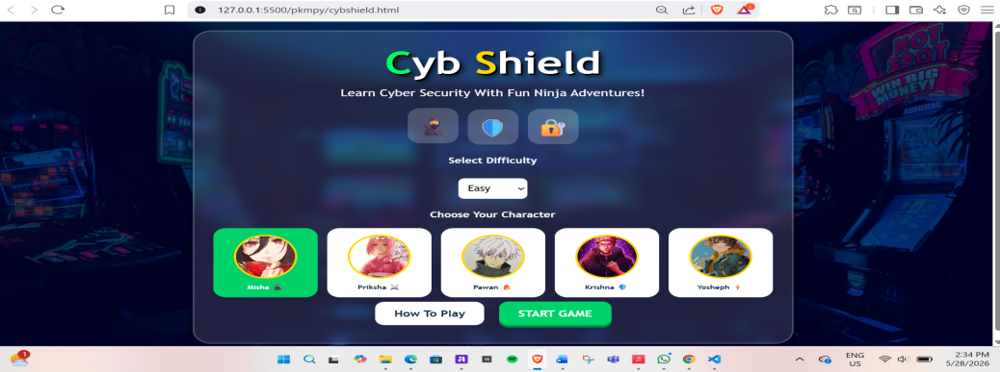 127.0.0.1:5500/pkmpy/cybshield.html
HOT
SPOT
WIN BIG
MONEY!
ADMIRAL
Cyb Shield
Learn Cyber Security With Fun Ninja Adventures!
Select Difficulty
Easy
Choose Your Character
Misha
Priksha
Pawan
Krishna
Yosheph
How To Play
START GAME
1
ENG
US
2:34 PM
5/28/2026